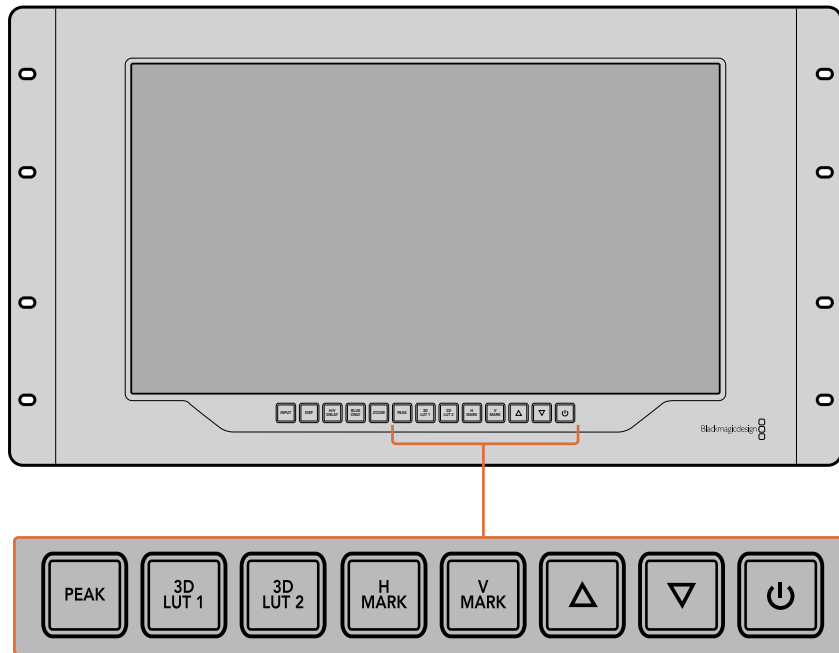 INPUT
DISP
H/V
DELAY
BLUE
ONLY
ZOOM
PEAK
3D
LUT 1
3D
LUT 2
H
MARK
V
MARK
Blackmagicdesign
PEAK
3D
LUT 1
3D
LUT 2
H
MARK
V
MARK